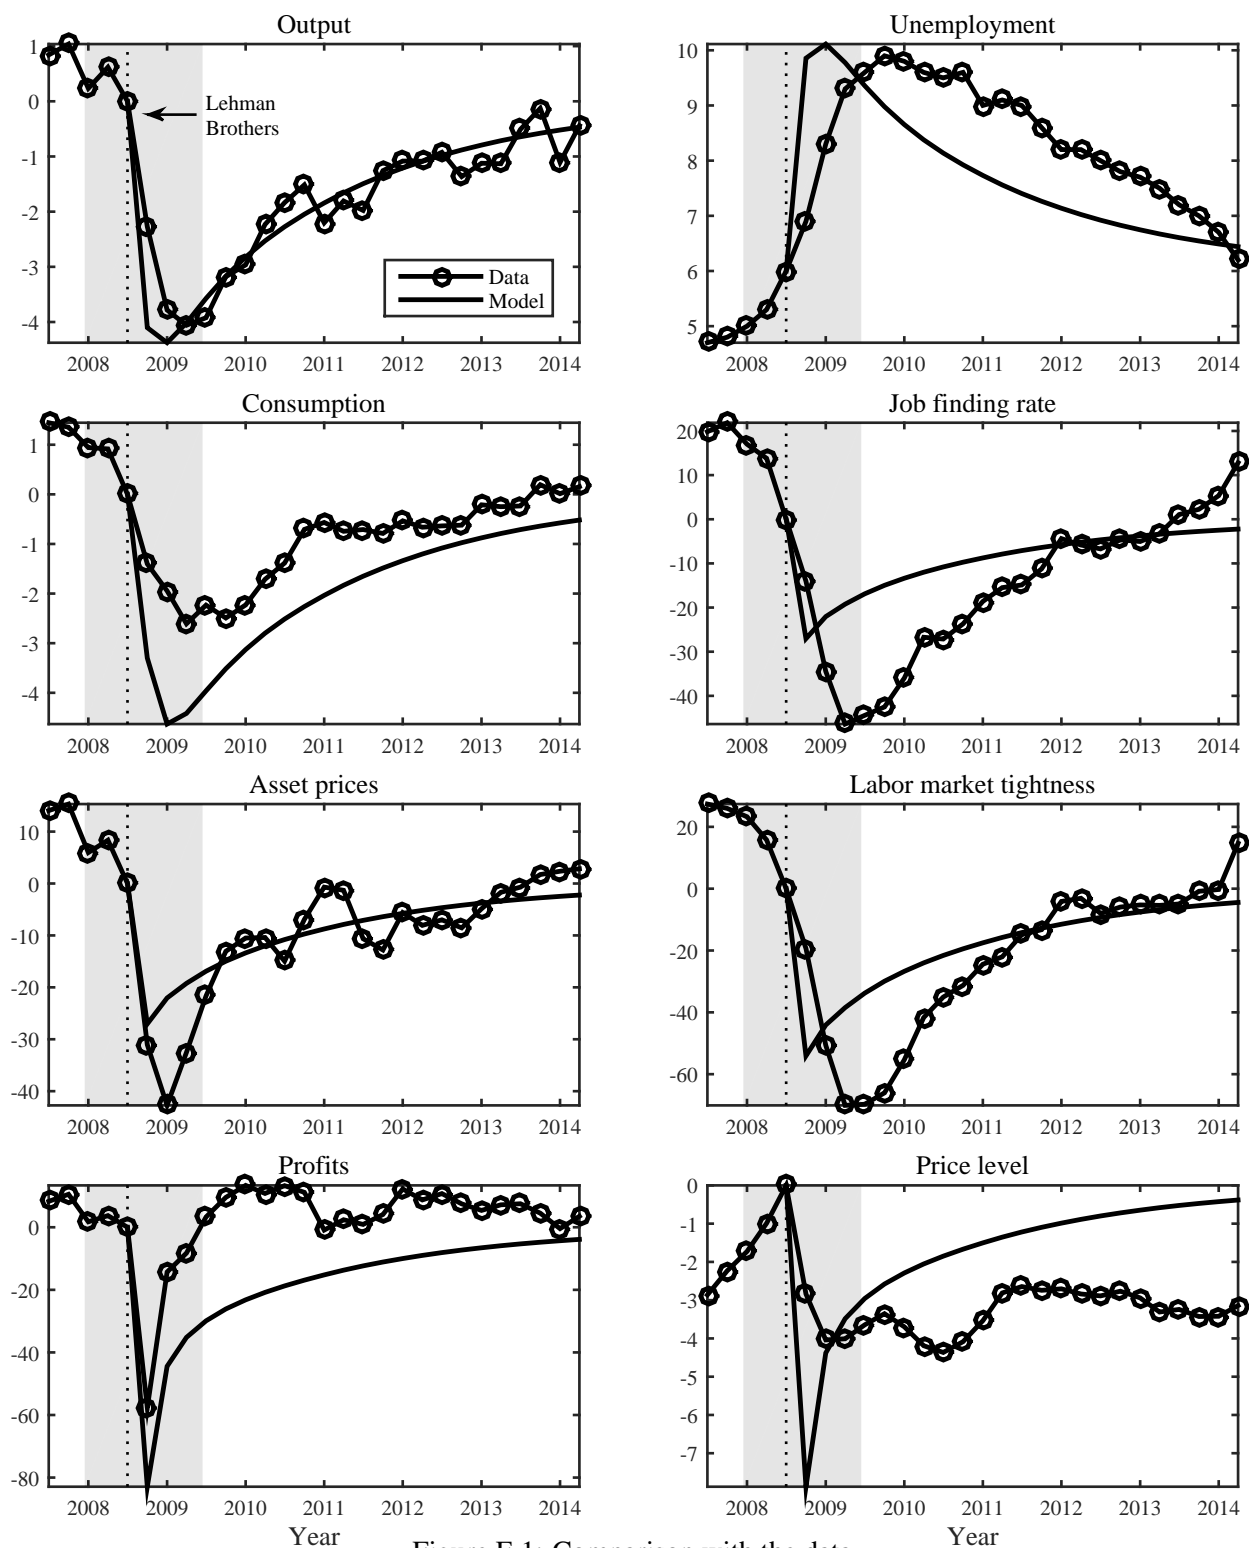 Output
1
0
-1
-2
-3
-4
Lehman
Brothers
Data
Model
2008 2009 2010 2011 2012 2013 2014
Unemployment
10
9
8
7
6
5
2008 2009 2010 2011 2012 2013 2014
Consumption
1
0
-1
-2
-3
-4
2008 2009 2010 2011 2012 2013 2014
Job finding rate
20
10
0
-10
-20
-30
-40
2008 2009 2010 2011 2012 2013 2014
Asset prices
10
0
-10
-20
-30
-40
2008 2009 2010 2011 2012 2013 2014
Labor market tightness
20
0
-20
-40
-60
2008 2009 2010 2011 2012 2013 2014
Profits
0
-20
-40
-60
-80
2008 2009 2010 2011 2012 2013 2014
Year
Price level
0
-1
-2
-3
-4
-5
-6
-7
2008 2009 2010 2011 2012 2013 2014
Year
Comparison with the data